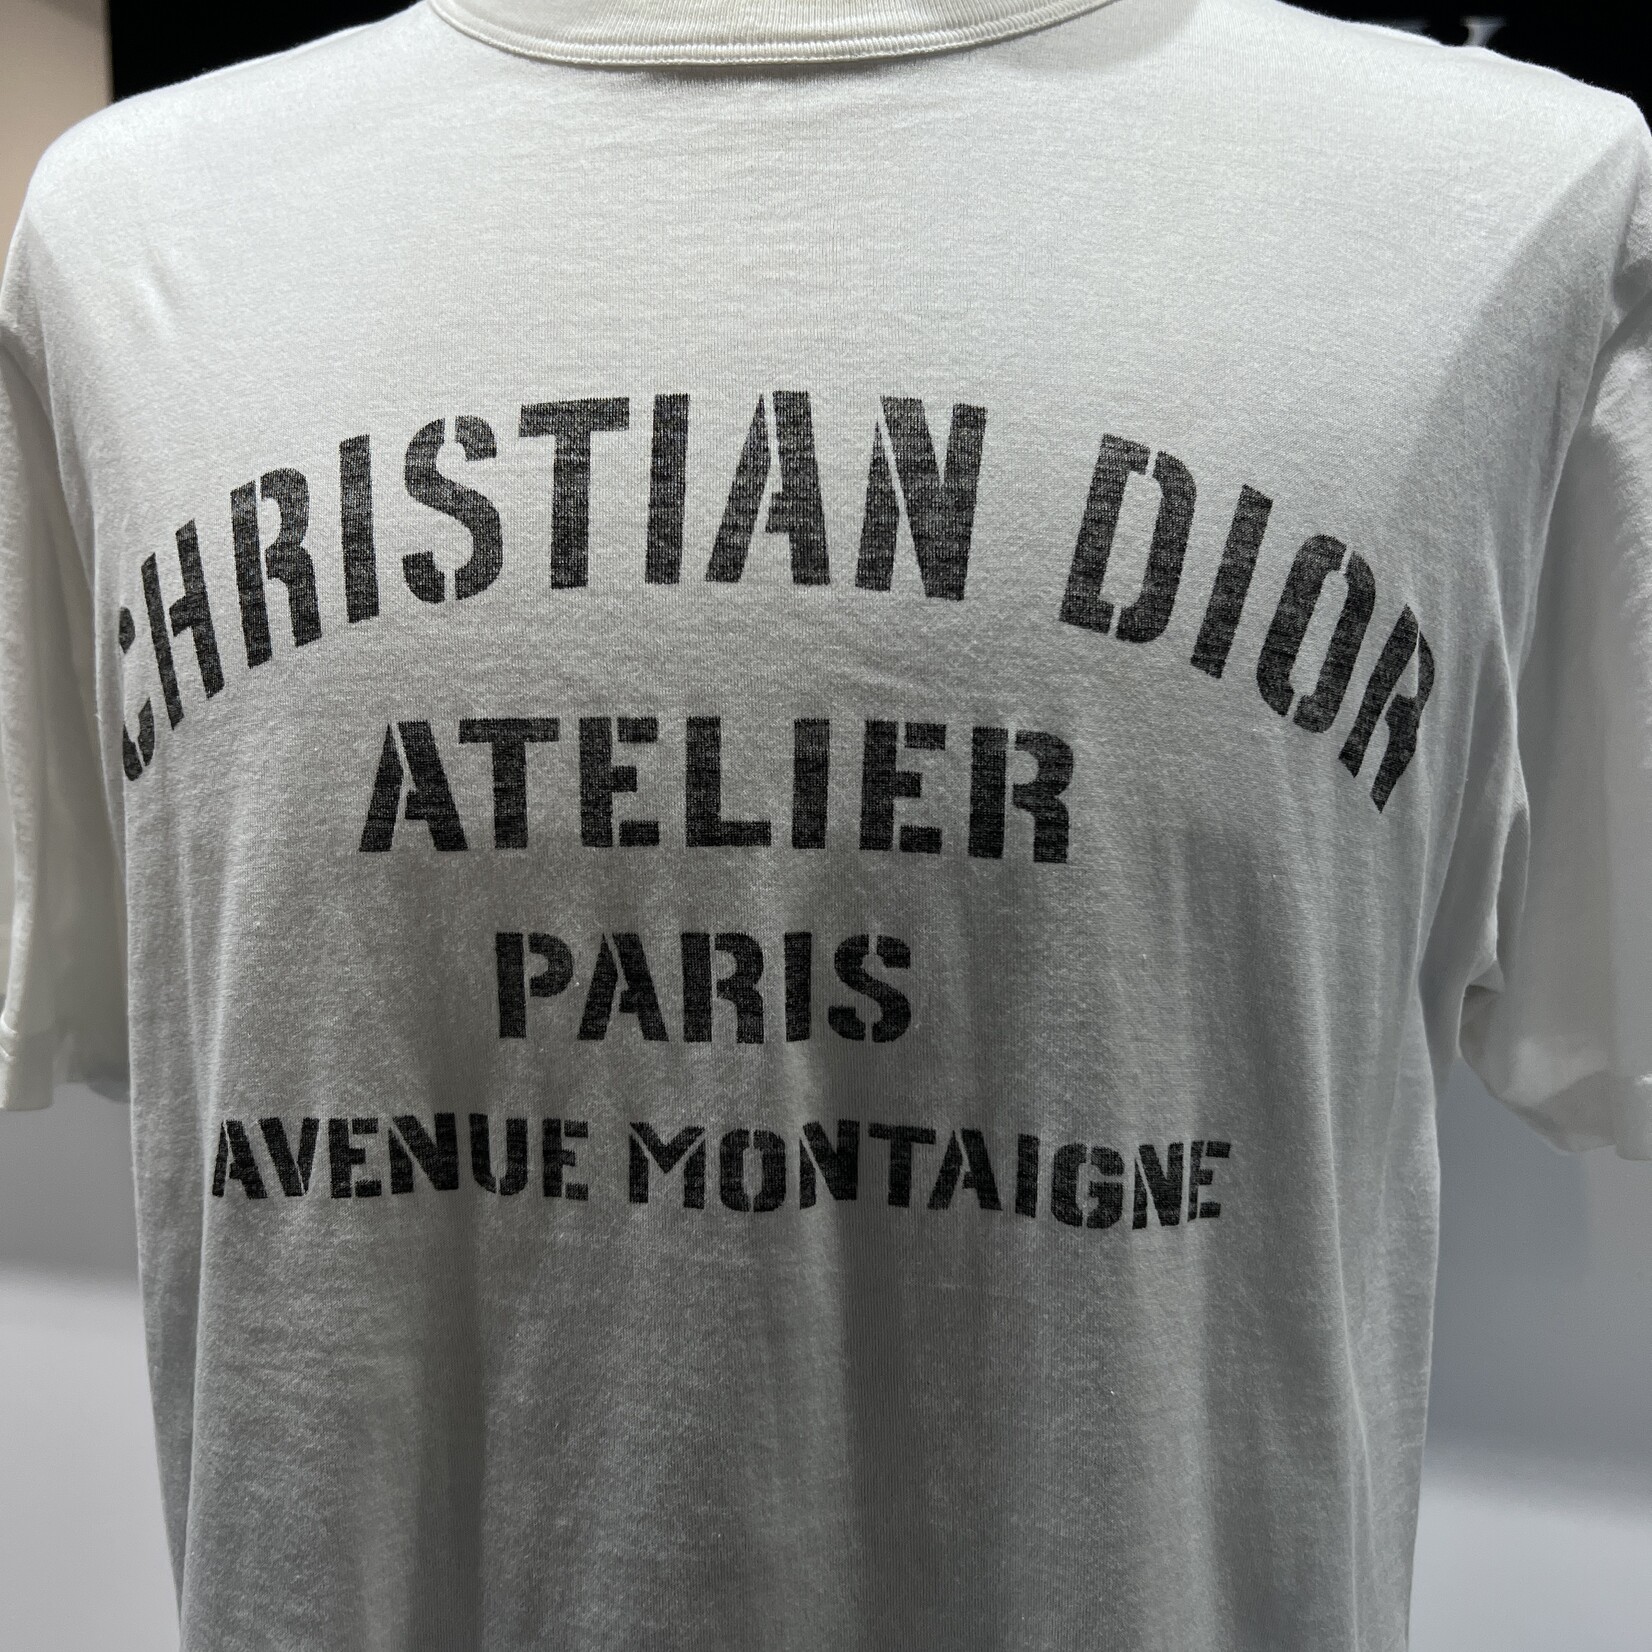 CHRISTIAN DIOR
ATELIER
PARIS
AVENUE MONTAIGNE